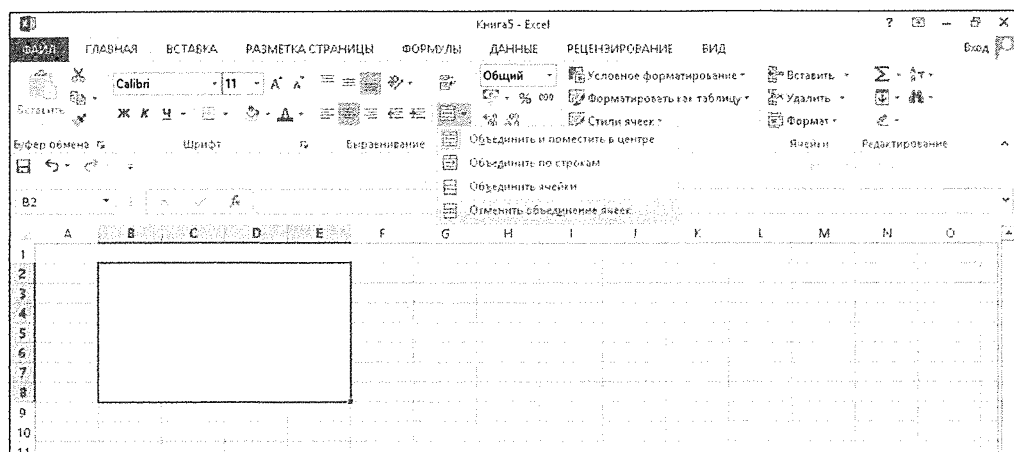 Книга5 - Excel
ФАЙЛ ГЛАВНАЯ ВСТАВКА РАЗМЕТКА СТРАНИЦЫ ФОРМУЛЫ ДАННЫЕ РЕЦЕНЗИРОВАНИЕ ВИД Вход
Вставить
Calibri 11
Ж К Ч
Общий
% 000
Условное форматирование
Форматировать как таблицу
Стили ячеек
Вставить
Удалить
Формат
Буфер обмена Шрифт Выравнивание Ячейки Редактирование
Объединить и поместить в центре
Объединить по строкам
Объединить ячейки
Отменить объединение ячеек
B2 fx
A B C D E F G H I J K L M N O
1
2
3
4
5
6
7
8
9
10
11